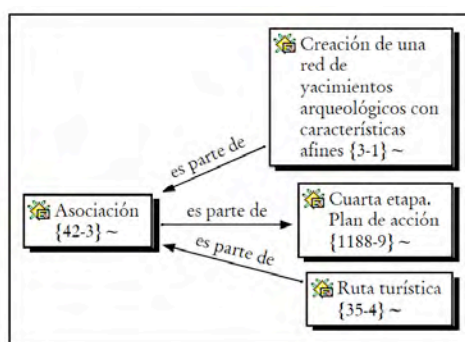 Creación de una
red de
yacimientos
arqueológicos con
características
afines {3-1} ~
es parte de
Asociación
{42-3} ~
es parte de
Cuarta etapa.
Plan de acción
{1188-9} ~
es parte de
Ruta turística
{35-4} ~